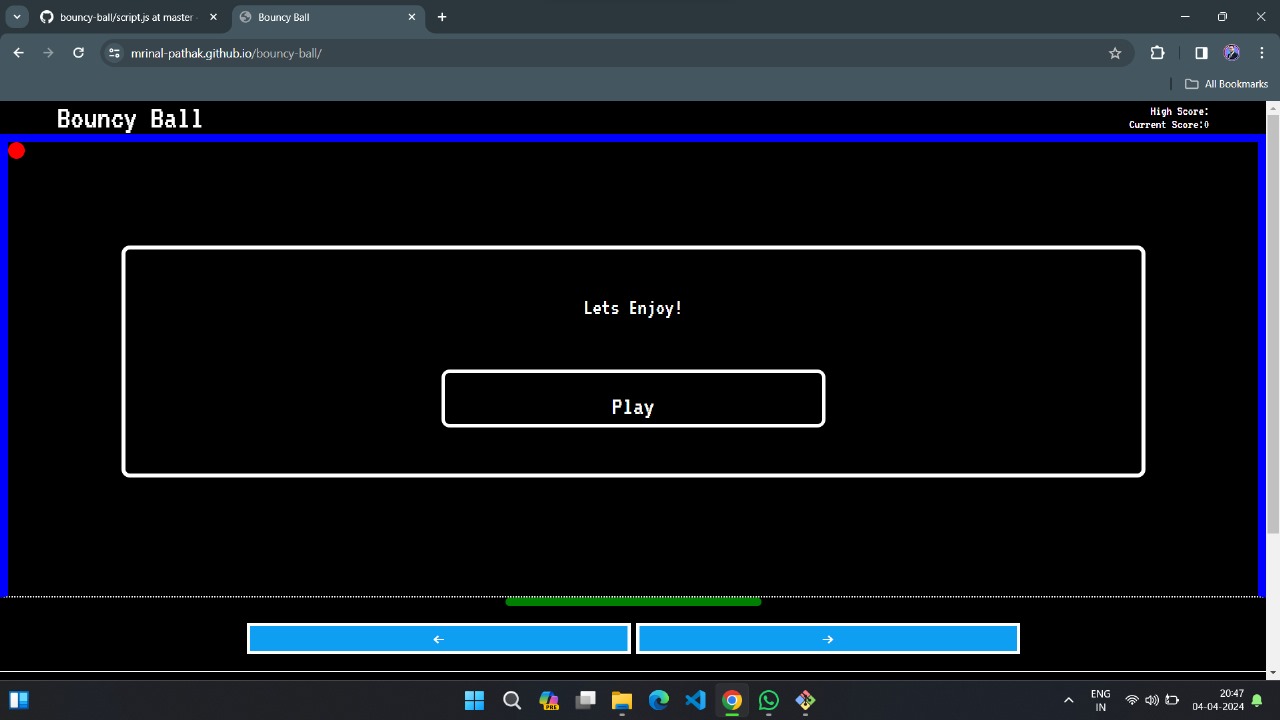 bouncy-ball/script.js at master
Bouncy Ball
mrinal-pathak.github.io/bouncy-ball/
All Bookmarks
Bouncy Ball
High Score:
Current Score:0
Lets Enjoy!
Play
←
→
PRE
ENG
IN
20:47
04-04-2024